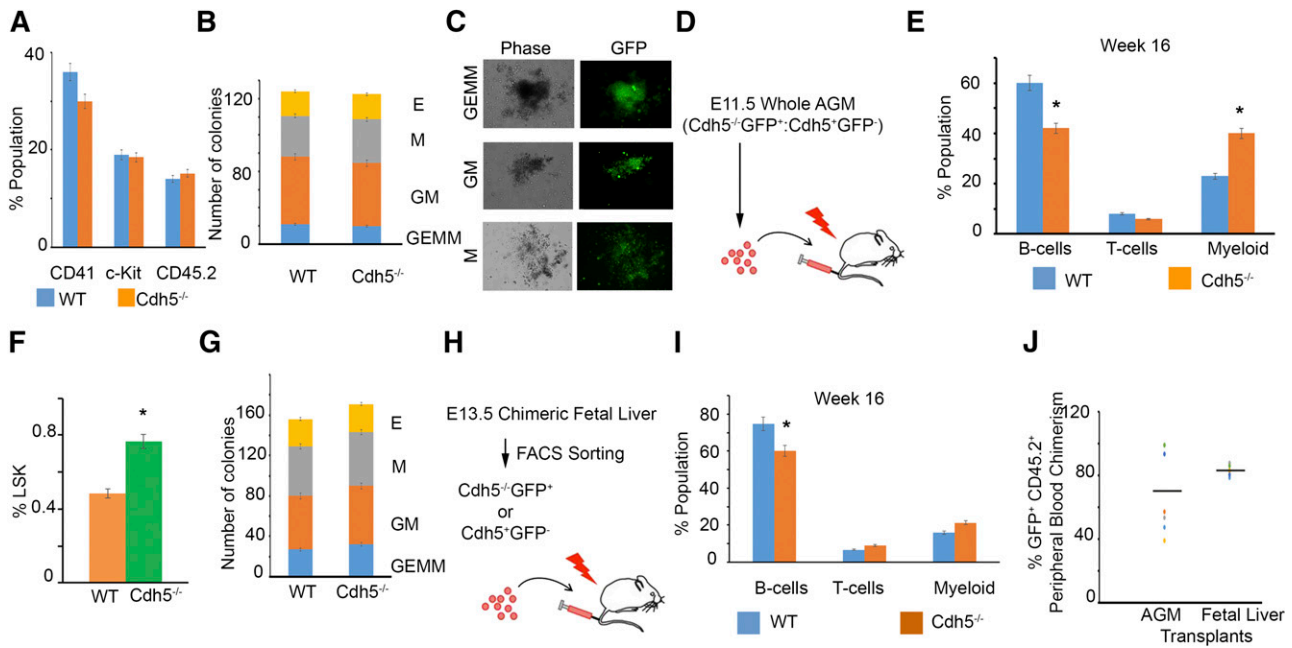 A
% Population
40
20
0
CD41 c-Kit CD45.2
WT Cdh5-/-
B
Number of colonies
120
80
40
0
E
M
GM
GEMM
WT Cdh5-/-
C
Phase GFP
GEMM
GM
M
D
E11.5 Whole AGM
(Cdh5-/-GFP+:Cdh5+GFP-)
E
Week 16
% Population
60
40
20
0
B-cells T-cells Myeloid
WT Cdh5-/-
*
*
F
% LSK
0.8
0.4
0
*
WT Cdh5-/-
G
Number of colonies
160
120
80
40
0
E
M
GM
GEMM
WT Cdh5-/-
H
E13.5 Chimeric Fetal Liver
FACS Sorting
Cdh5-/-GFP+
or
Cdh5+GFP-
I
Week 16
% Population
80
60
40
20
0
*
B-cells T-cells Myeloid
WT Cdh5-/-
J
% GFP+ CD45.2+
Peripheral Blood Chimerism
120
80
40
0
AGM Fetal Liver
Transplants